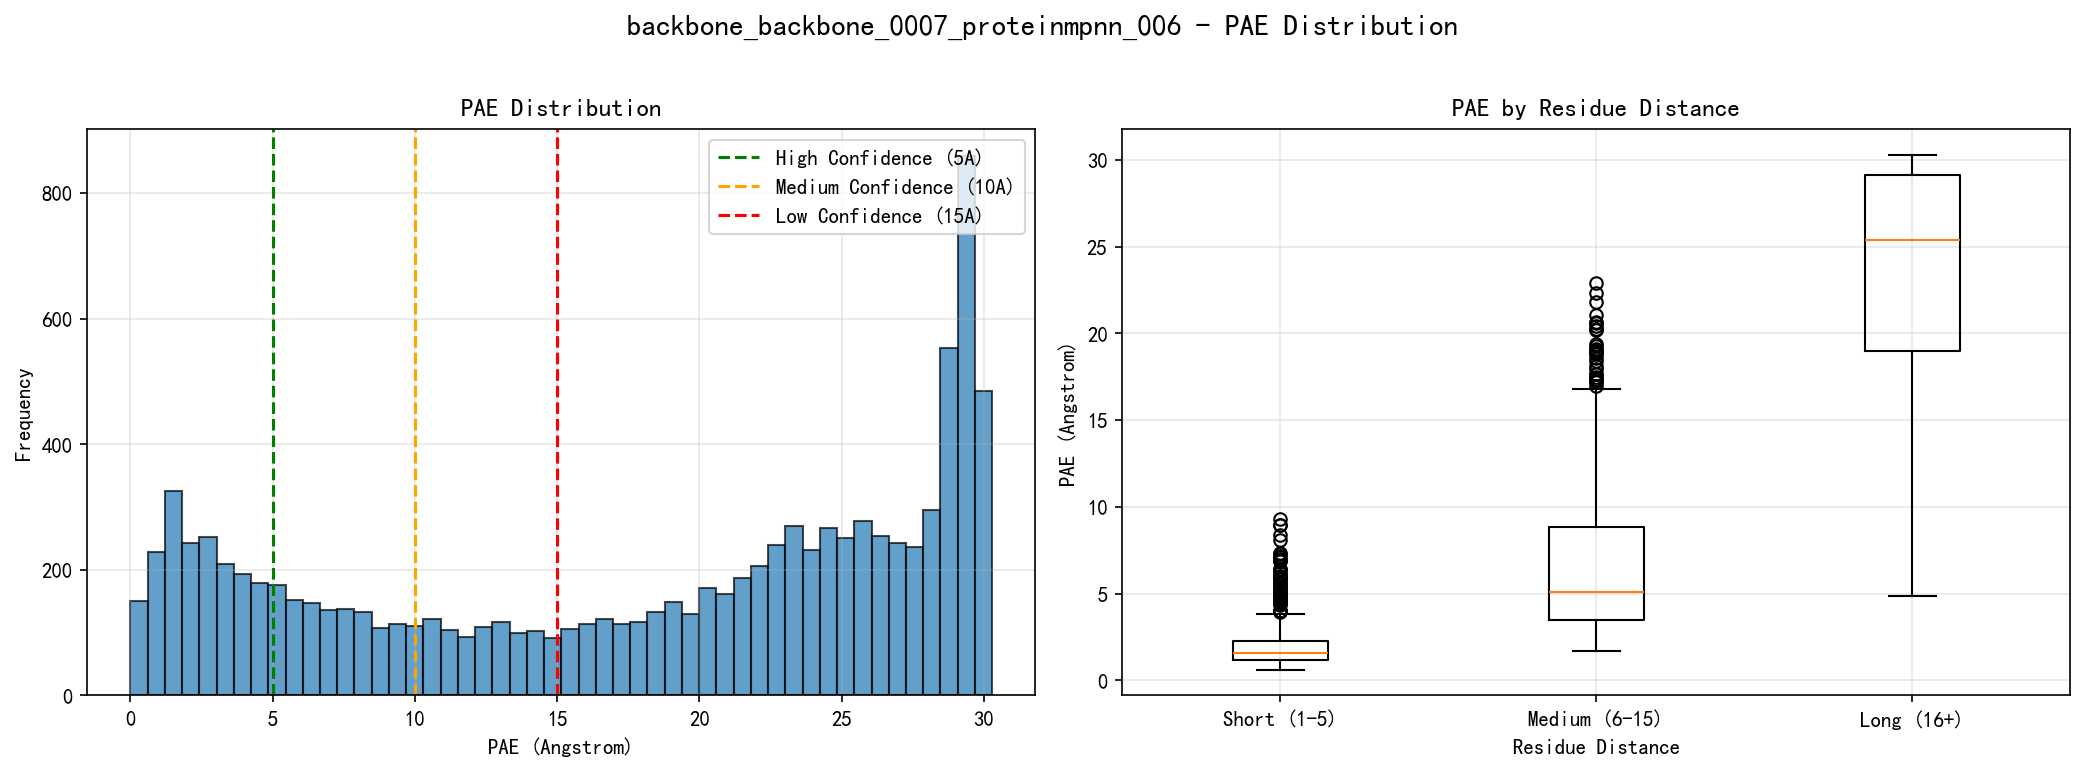 backbone_backbone_0007_proteinmpnn_006 - PAE Distribution
PAE Distribution
High Confidence (5A)
Medium Confidence (10A)
Low Confidence (15A)
Frequency
800
600
400
200
0
0 5 10 15 20 25 30
PAE (Angstrom)
PAE by Residue Distance
PAE (Angstrom)
30
25
20
15
10
5
0
Short (1-5) Medium (6-15) Long (16+)
Residue Distance